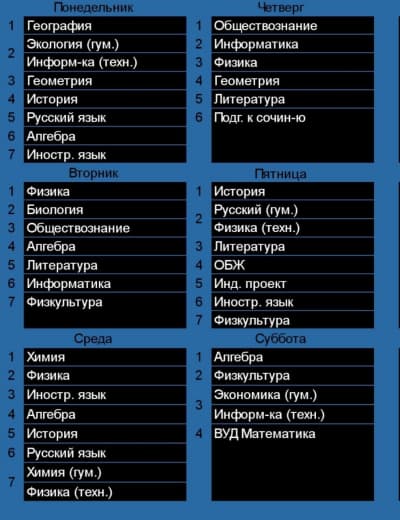 Понедельник
1 География
2 Экология (гум.)
Информ-ка (техн.)
3 Геометрия
4 История
5 Русский язык
6 Алгебра
7 Иностр. язык
Вторник
1 Физика
2 Биология
3 Обществознание
4 Алгебра
5 Литература
6 Информатика
7 Физкультура
Среда
1 Химия
2 Физика
3 Иностр. язык
4 Алгебра
5 История
6 Русский язык
7 Химия (гум.)
Физика (техн.)
Четверг
1 Обществознание
2 Информатика
3 Физика
4 Геометрия
5 Литература
6 Подг. к сочин-ю
Пятница
1 История
2 Русский (гум.)
Физика (техн.)
3 Литература
4 ОБЖ
5 Инд. проект
6 Иностр. язык
7 Физкультура
Суббота
1 Алгебра
2 Физкультура
3 Экономика (гум.)
Информ-ка (техн.)
4 ВУД Математика